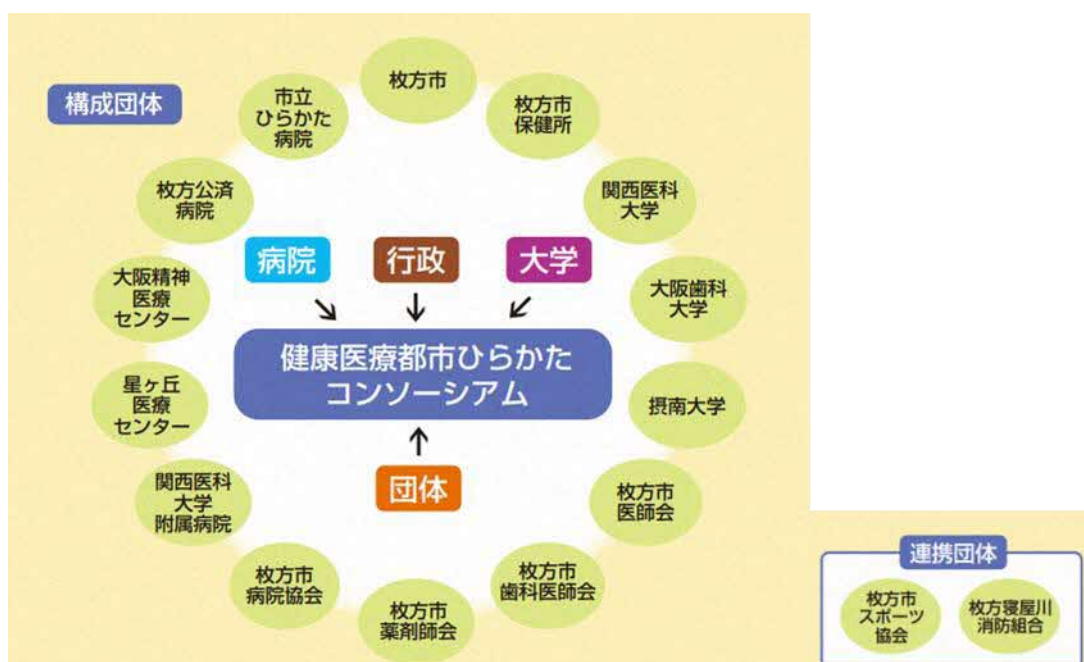 構成団体
枚方市
枚方市
保健所
関西医科
大学
大阪歯科
大学
摂南大学
枚方市
医師会
枚方市
歯科医師会
枚方市
薬剤師会
枚方市
病院協会
関西医科
大学
附属病院
星ヶ丘
医療
センター
大阪精神
医療
センター
枚方公済
病院
市立
ひらかた
病院
病院
行政
大学
健康医療都市ひらかた
コンソーシアム
団体
連携団体
枚方市
スポーツ
協会
枚方寝屋川
消防組合